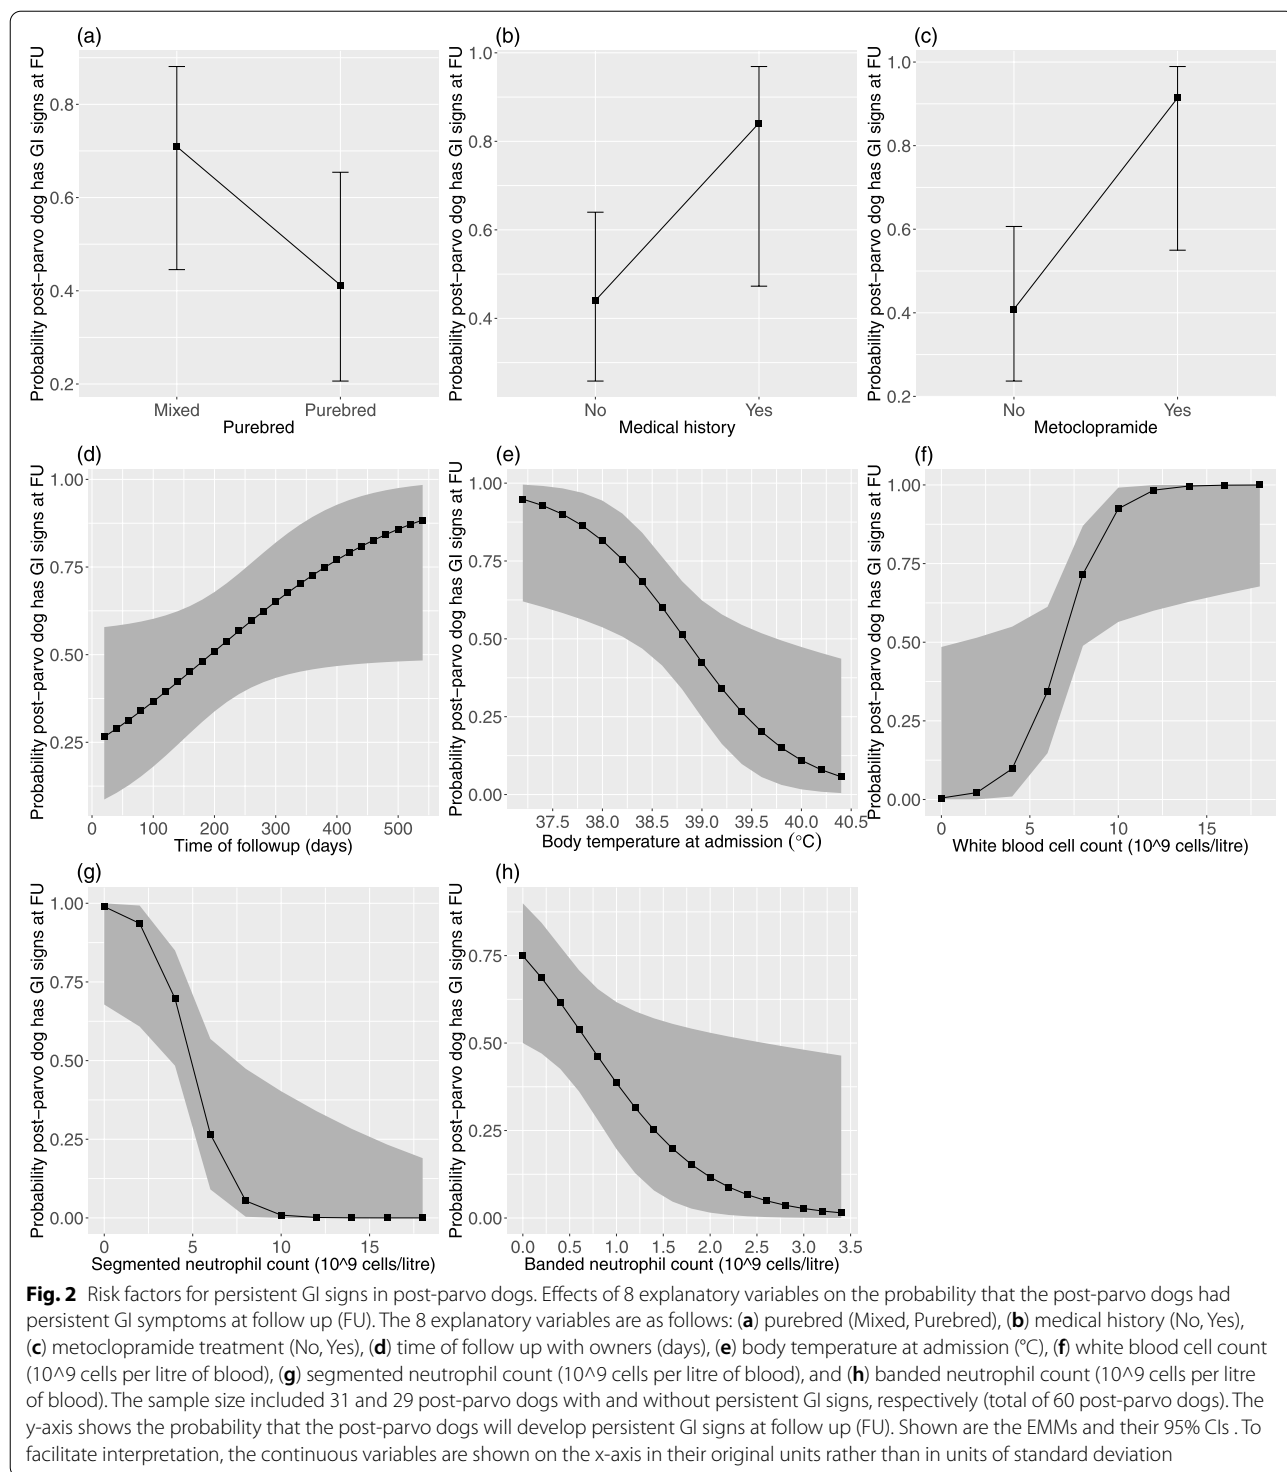 (a)
Probability post−parvo dog has GI signs at FU
0.8
0.6
0.4
0.2
Mixed Purebred
Purebred
(b)
Probability post−parvo dog has GI signs at FU
1.0
0.8
0.6
0.4
No Yes
Medical history
(c)
Probability post−parvo dog has GI signs at FU
1.0
0.8
0.6
0.4
0.2
No Yes
Metoclopramide
(d)
Probability post−parvo dog has GI signs at FU
1.00
0.75
0.50
0.25
0 100 200 300 400 500
Time of followup (days)
(e)
Probability post−parvo dog has GI signs at FU
1.00
0.75
0.50
0.25
0.00
37.5 38.0 38.5 39.0 39.5 40.0 40.5
Body temperature at admission (°C)
(f)
Probability post−parvo dog has GI signs at FU
1.00
0.75
0.50
0.25
0.00
0 5 10 15
White blood cell count (10^9 cells/litre)
(g)
Probability post−parvo dog has GI signs at FU
1.00
0.75
0.50
0.25
0.00
0 5 10 15
Segmented neutrophil count (10^9 cells/litre)
(h)
Probability post−parvo dog has GI signs at FU
0.75
0.50
0.25
0.00
0.0 0.5 1.0 1.5 2.0 2.5 3.0 3.5
Banded neutrophil count (10^9 cells/litre)
Fig. 2 Risk factors for persistent GI signs in post-parvo dogs. Effects of 8 explanatory variables on the probability that the post-parvo dogs had
persistent GI symptoms at follow up (FU). The 8 explanatory variables are as follows: (a) purebred (Mixed, Purebred), (b) medical history (No, Yes),
(c) metoclopramide treatment (No, Yes), (d) time of follow up with owners (days), (e) body temperature at admission (°C), (f) white blood cell count
(10^9 cells per litre of blood), (g) segmented neutrophil count (10^9 cells per litre of blood), and (h) banded neutrophil count (10^9 cells per litre
of blood). The sample size included 31 and 29 post-parvo dogs with and without persistent GI signs, respectively (total of 60 post-parvo dogs). The
y-axis shows the probability that the post-parvo dogs will develop persistent GI signs at follow up (FU). Shown are the EMMs and their 95% CIs . To
facilitate interpretation, the continuous variables are shown on the x-axis in their original units rather than in units of standard deviation